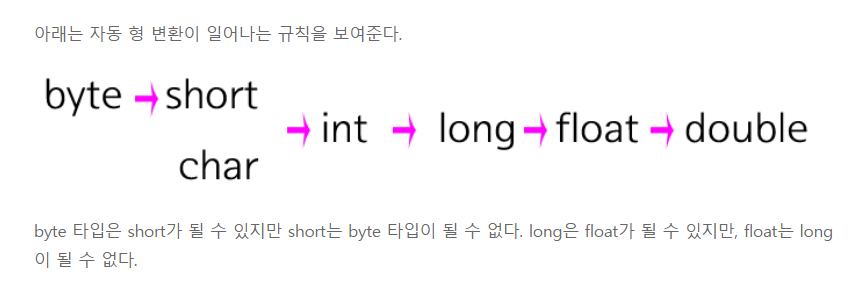 아래는 자동 형 변환이 일어나는 규칙을 보여준다.
byte → short
→ int → long → float → double
char
byte 타입은 short가 될 수 있지만 short는 byte 타입이 될 수 없다. long은 float가 될 수 있지만, float는 long
이 될 수 없다.